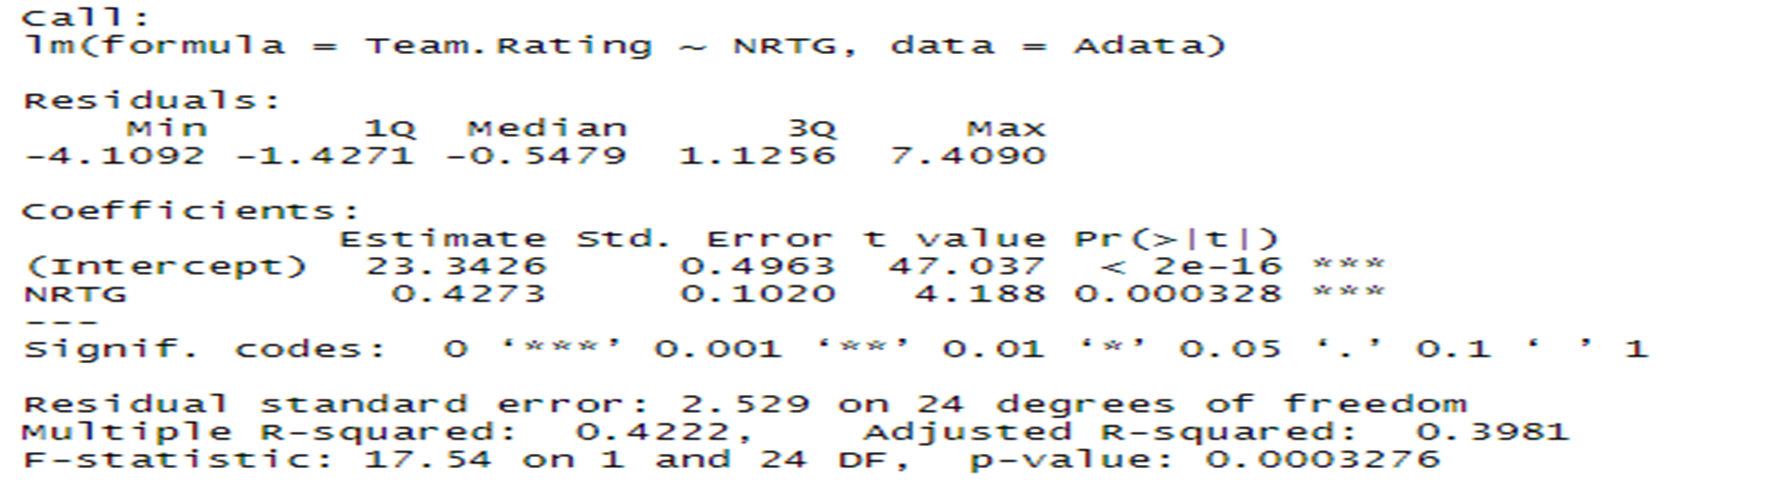 Call:
lm(formula = Team.Rating ~ NRTG, data = Adata)
Residuals:
Min 1Q Median 3Q Max
-4.1092 -1.4271 -0.5479 1.1256 7.4090
Coefficients:
Estimate Std. Error t value Pr(>|t|)
(Intercept) 23.3426 0.4963 47.037 < 2e-16 ***
NRTG 0.4273 0.1020 4.188 0.000328 ***
---
Signif. codes: 0 ‘***’ 0.001 ‘**’ 0.01 ‘*’ 0.05 ‘.’ 0.1 ‘ ’ 1
Residual standard error: 2.529 on 24 degrees of freedom
Multiple R-squared: 0.4222, Adjusted R-squared: 0.3981
F-statistic: 17.54 on 1 and 24 DF, p-value: 0.0003276